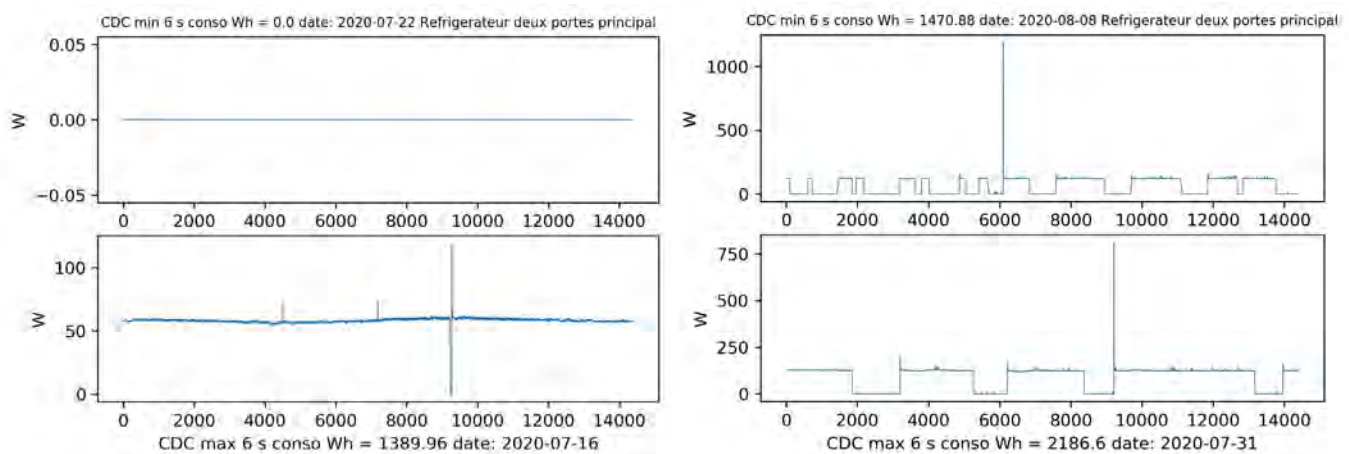 CDC min 6 s conso Wh = 0.0 date: 2020-07-22 Refrigerateur deux portes principal
0.05
0.00
−0.05
W
0 2000 4000 6000 8000 10000 12000 14000
100
50
0
W
0 2000 4000 6000 8000 10000 12000 14000
CDC max 6 s conso Wh = 1389.96 date: 2020-07-16
CDC min 6 s conso Wh = 1470.88 date: 2020-08-08 Refrigerateur deux portes principal
1000
500
0
W
0 2000 4000 6000 8000 10000 12000 14000
750
500
250
0
W
0 2000 4000 6000 8000 10000 12000 14000
CDC max 6 s conso Wh = 2186.6 date: 2020-07-31